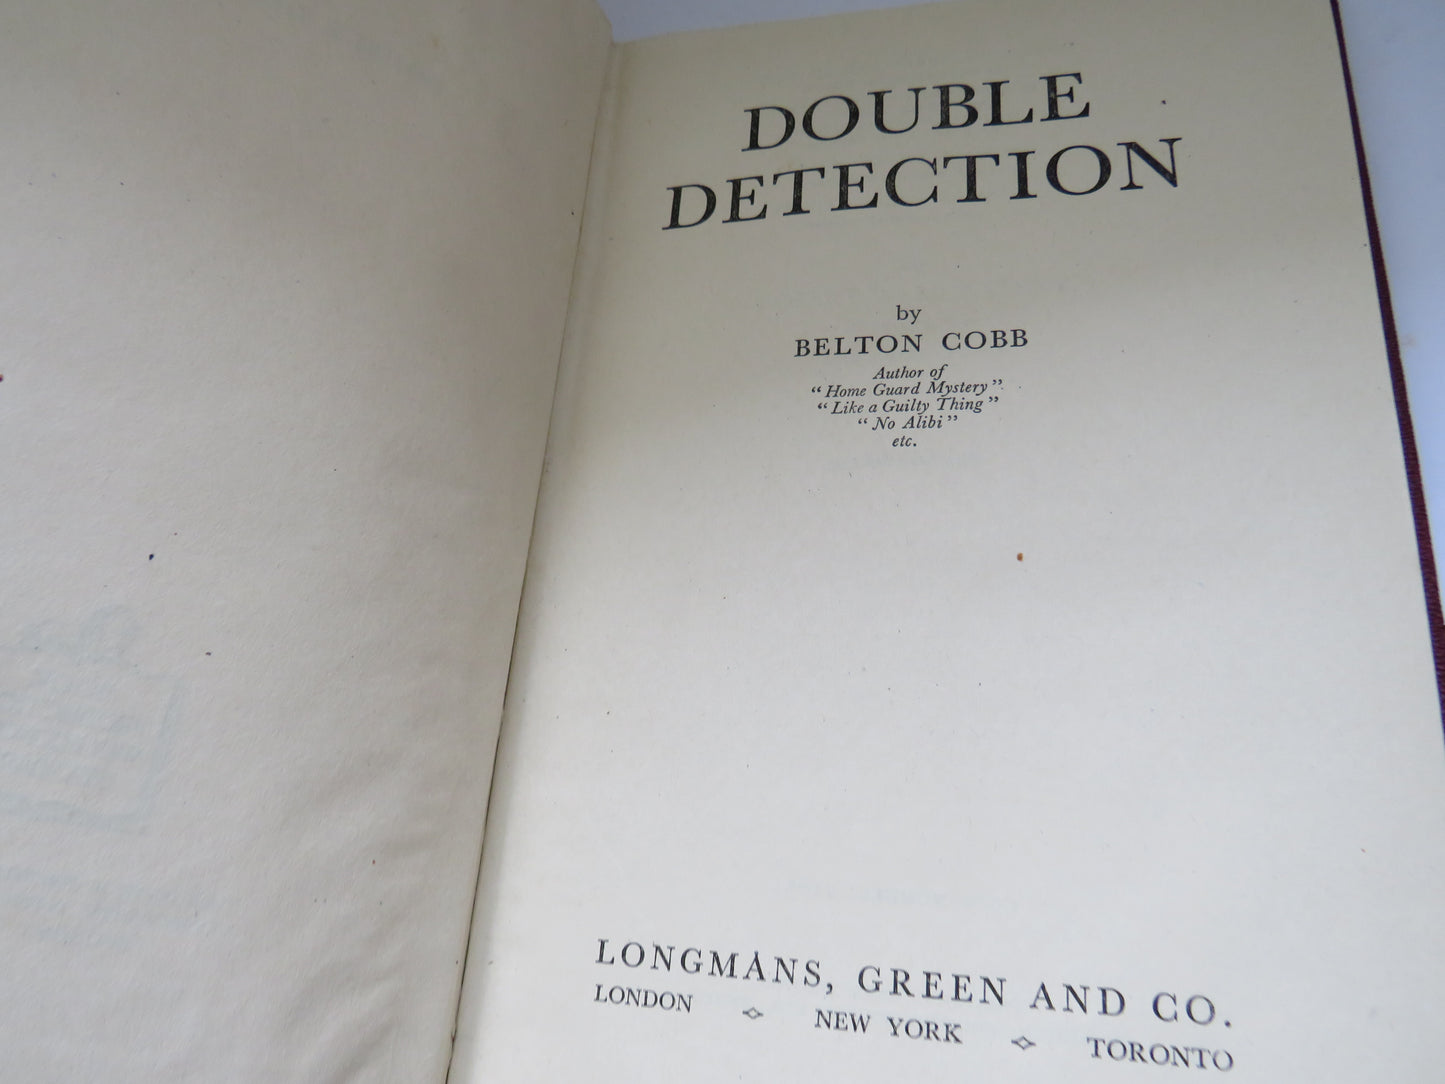 DOUBLE
DETECTION
by
BELTON COBB
Author of
“Home Guard Mystery”
“Like a Guilty Thing”
“No Alibi”
etc.
LONGMANS, GREEN AND CO.
LONDON NEW YORK TORONTO